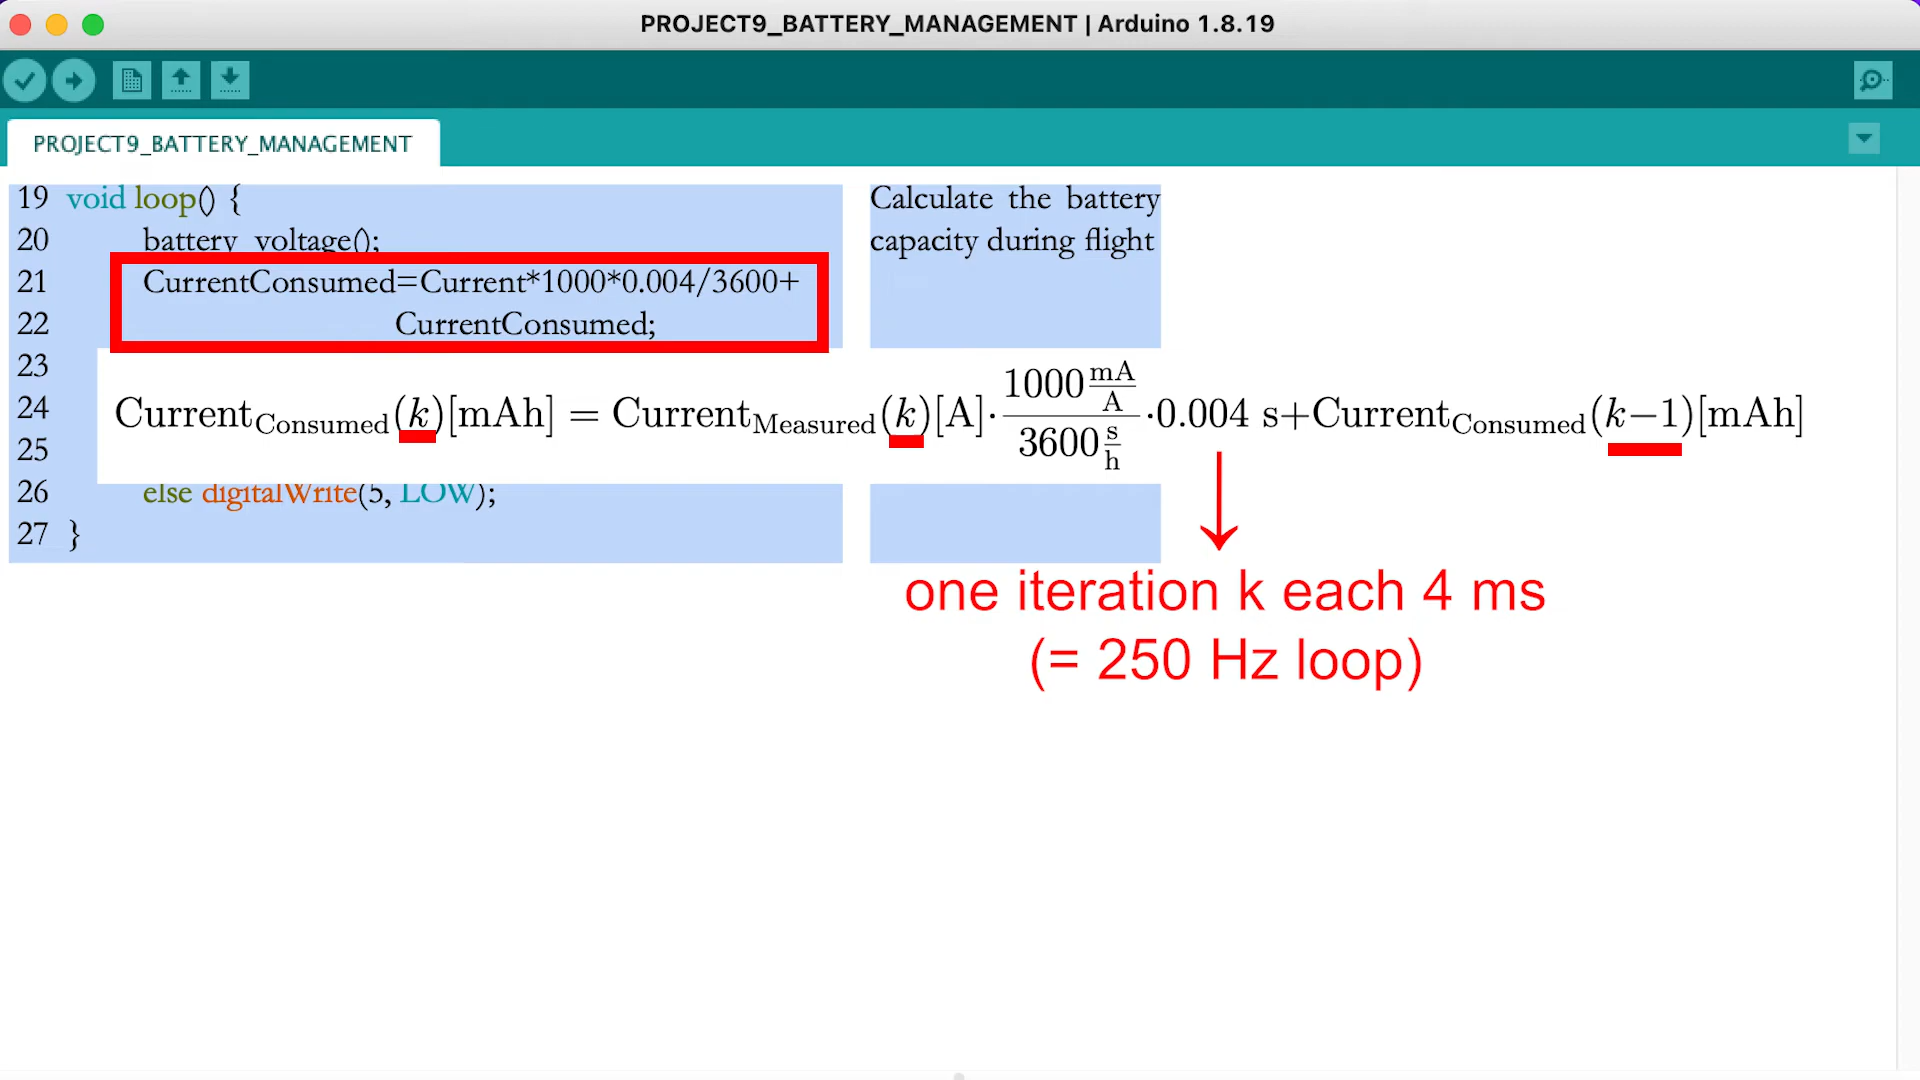 PROJECT9_BATTERY_MANAGEMENT | Arduino 1.8.19
PROJECT9_BATTERY_MANAGEMENT
19 void loop() {
20 battery_voltage();
21 CurrentConsumed=Current*1000*0.004/3600+
22 CurrentConsumed;
Calculate the battery
capacity during flight
23
24
25
Current_Consumed(k)[mAh] = Current_Measured(k)[A]·(1000 mA/A)/(3600 s/h)·0.004 s+Current_Consumed(k−1)[mAh]
26 else digitalWrite(5, LOW);
27 }
one iteration k each 4 ms
(= 250 Hz loop)